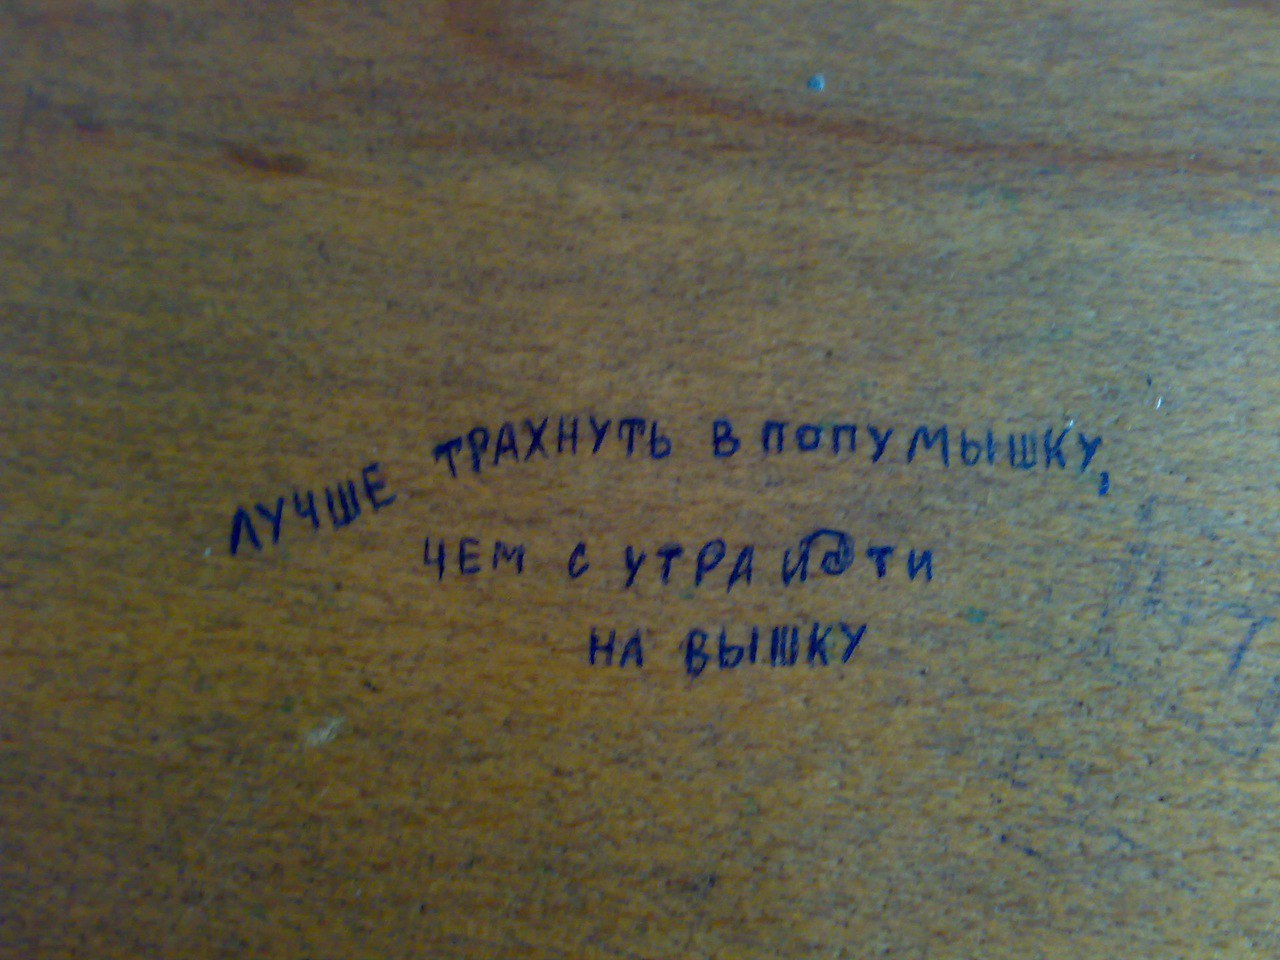 ЛУЧШЕ ТРАХНУТЬ В ПОПУ МЫШКУ,
ЧЕМ С УТРА ИДТИ
НА ВЫШКУ